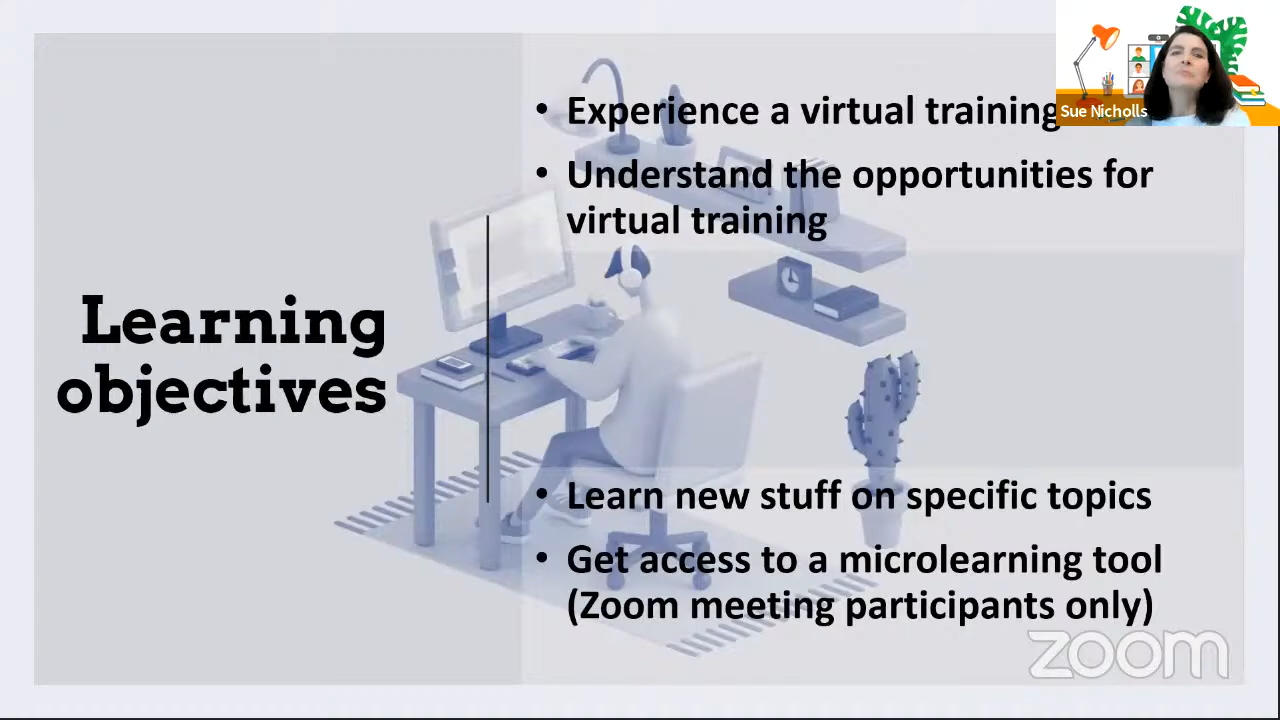 Sue Nicholls
Learning
objectives
• Experience a virtual training
• Understand the opportunities for
virtual training
• Learn new stuff on specific topics
• Get access to a microlearning tool
(Zoom meeting participants only)
zoom